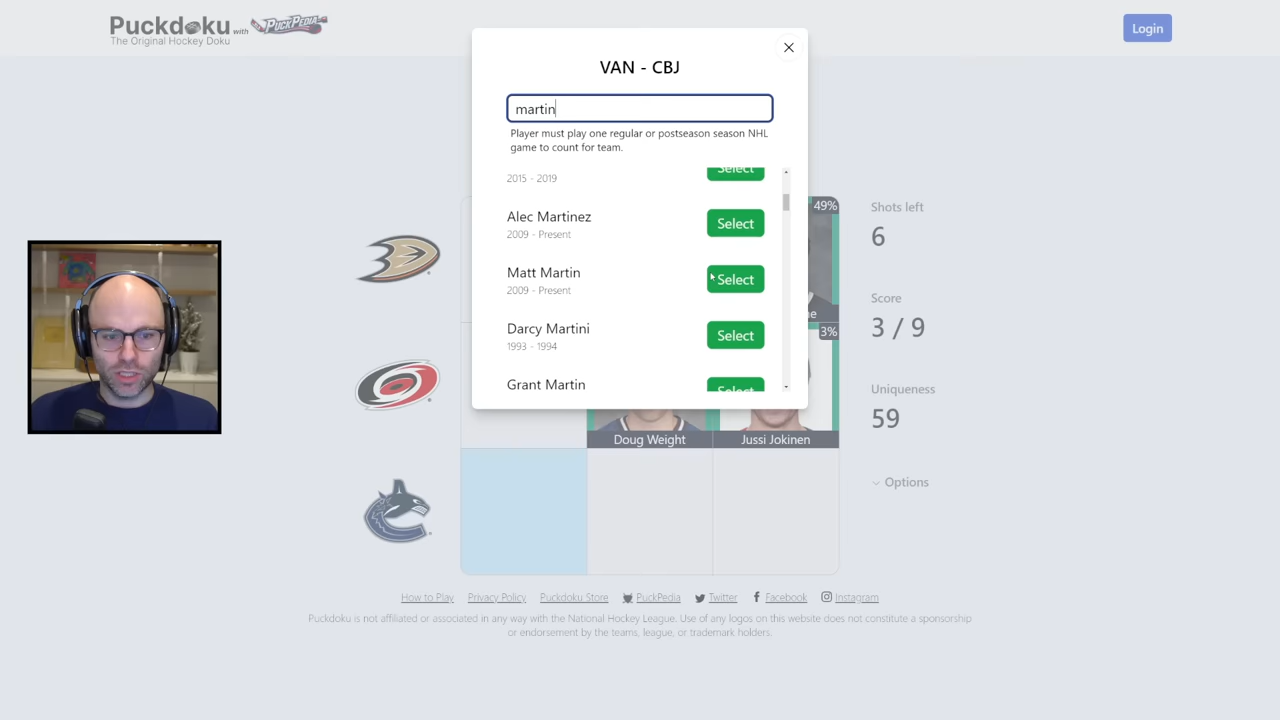 Puckdoku with PUCKPEDIA
The Original Hockey Doku
Login
VAN - CBJ
martin
Player must play one regular or postseason season NHL
game to count for team.
2015 - 2019
Select
Alec Martinez
2009 - Present
Select
Matt Martin
2009 - Present
Select
Darcy Martini
1993 - 1994
Select
Grant Martin
Select
49%
ne
3%
Doug Weight
Jussi Jokinen
Shots left
6
Score
3 / 9
Uniqueness
59
Options
How to Play
Privacy Policy
Puckdoku Store
PuckPedia
Twitter
Facebook
Instagram
Puckdoku is not affiliated or associated in any way with the National Hockey League. Use of any logos on this website does not constitute a sponsorship
or endorsement by the teams, league, or trademark holders.